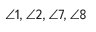 ∠1, ∠2, ∠7, ∠8